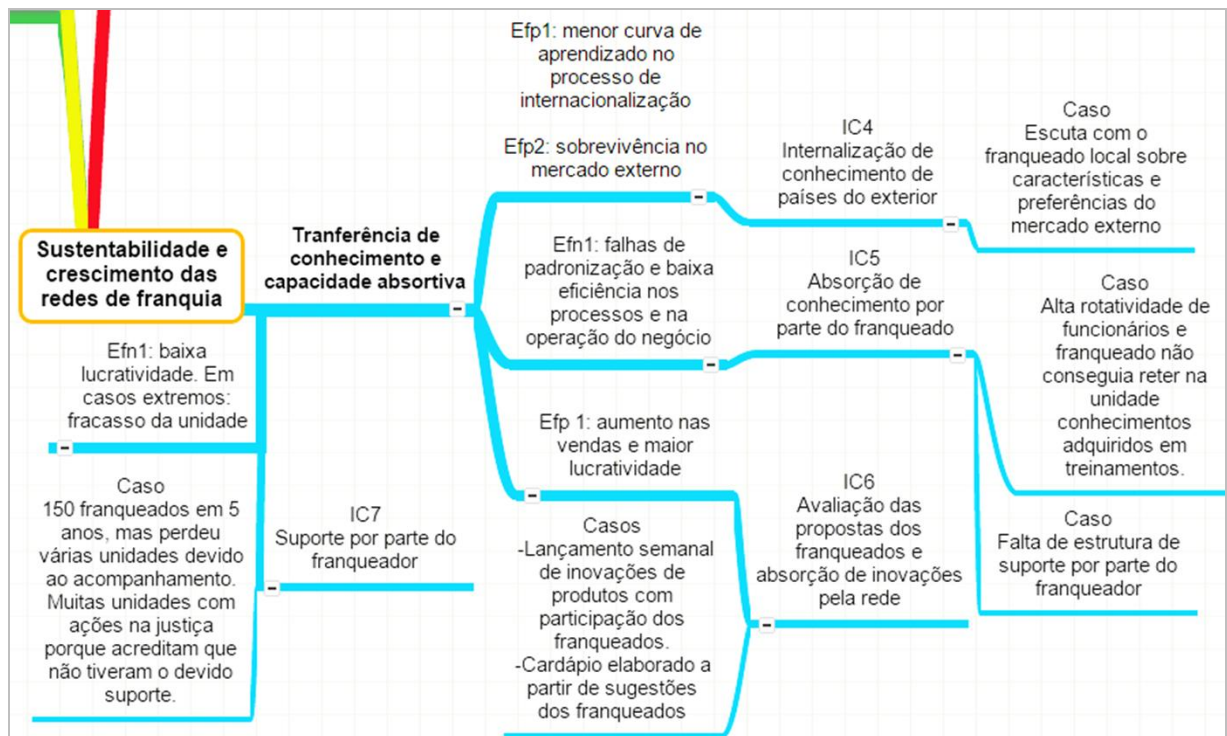 Sustentabilidade e
crescimento das
redes de franquia
Tranferência de
conhecimento e
capacidade absortiva
Efp1: menor curva de
aprendizado no
processo de
internacionalização
Efp2: sobrevivência no
mercado externo
IC4
Internalização de
conhecimento de
países do exterior
Caso
Escuta com o
franqueado local sobre
características e
preferências do
mercado externo
Efn1: falhas de
padronização e baixa
eficiência nos
processos e na
operação do negócio
IC5
Absorção de
conhecimento por
parte do franqueado
Caso
Alta rotatividade de
funcionários e
franqueado não
conseguia reter na
unidade
conhecimentos
adquiridos em
treinamentos.
Caso
Falta de estrutura de
suporte por parte do
franqueador
Efp 1: aumento nas
vendas e maior
lucratividade
IC6
Avaliação das
propostas dos
franqueados e
absorção de inovações
pela rede
Casos
-Lançamento semanal
de inovações de
produtos com
participação dos
franqueados.
-Cardápio elaborado a
partir de sugestões
dos franqueados
Efn1: baixa
lucratividade. Em
casos extremos:
fracasso da unidade
IC7
Suporte por parte do
franqueador
Caso
150 franqueados em 5
anos, mas perdeu
várias unidades devido
ao acompanhamento.
Muitas unidades com
ações na justiça
porque acreditam que
não tiveram o devido
suporte.